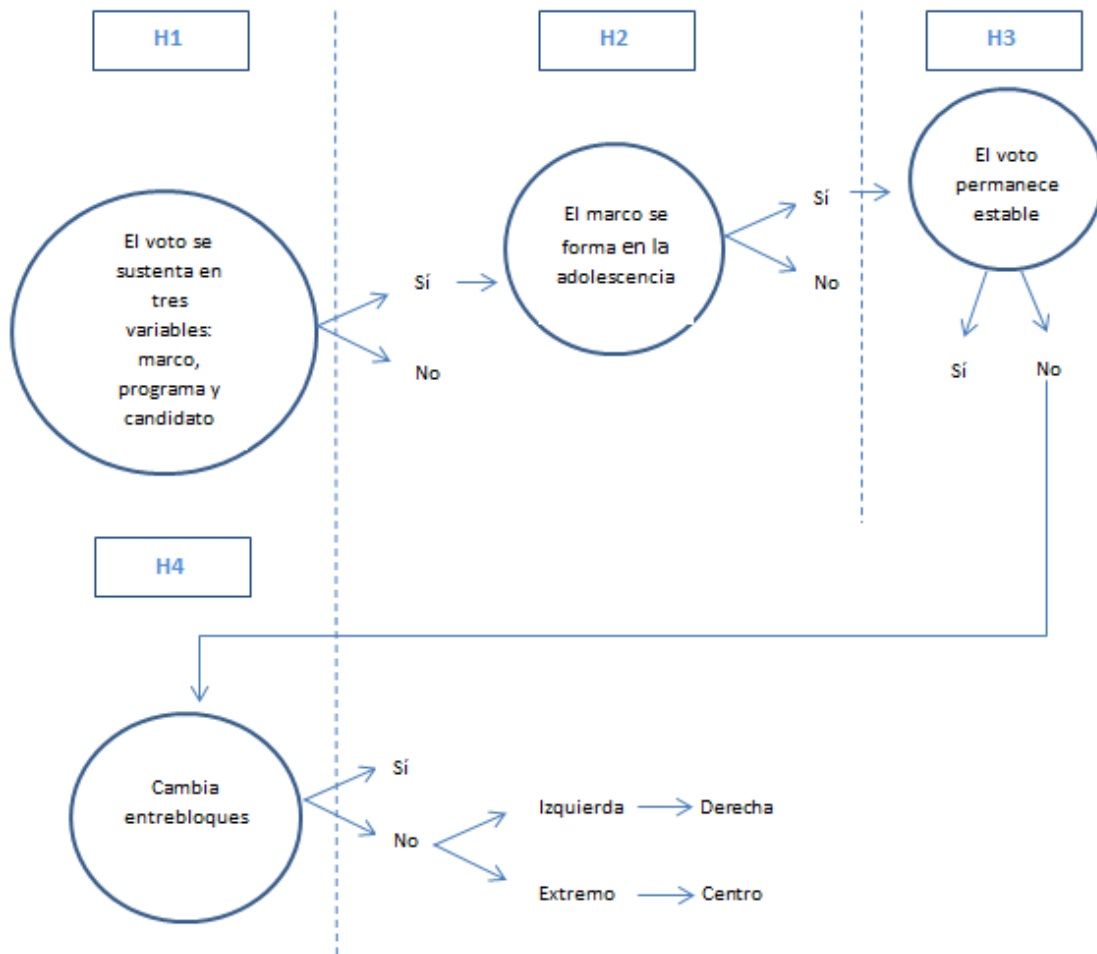 H1
H2
H3
El voto se
sustenta en
tres
variables:
marco,
programa y
candidato
Sí
No
El marco se
forma en la
adolescencia
Sí
No
El voto
permanece
estable
Sí
No
H4
Cambia
entrebloques
Sí
No
Izquierda
Derecha
Extremo
Centro